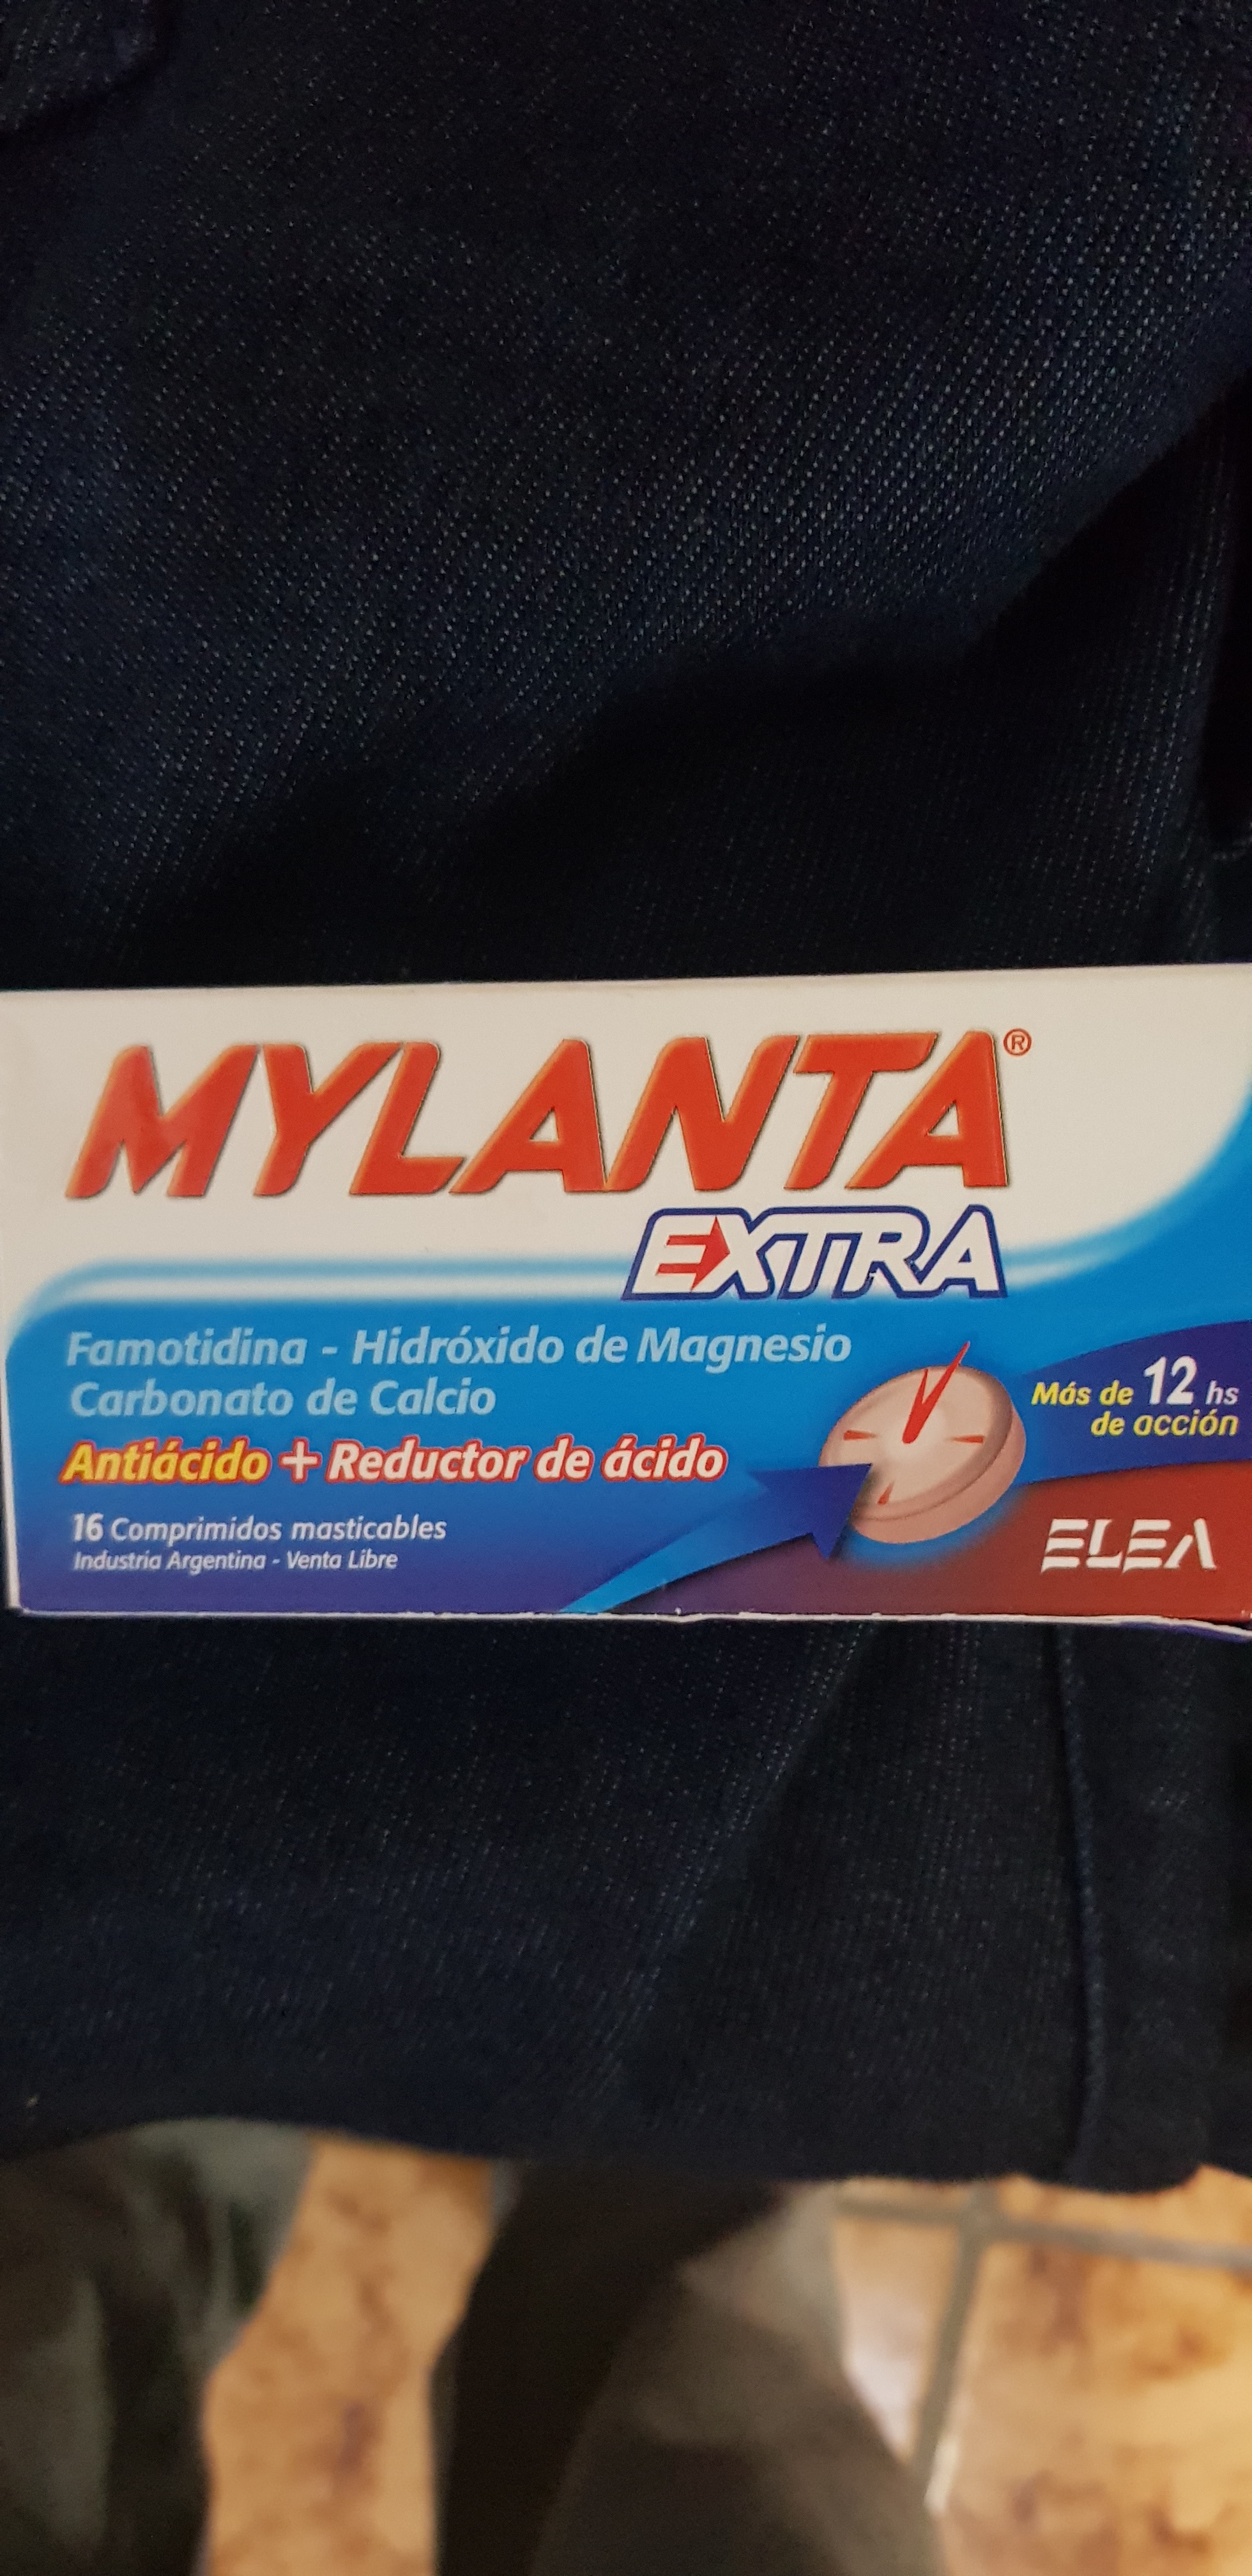 MYLANTA®
EXTRA
Famotidina - Hidróxido de Magnesio
Carbonato de Calcio
Antiácido + Reductor de ácido
16 Comprimidos masticables
Industria Argentina - Venta Libre
Más de 12 hs
de acción
ELEA